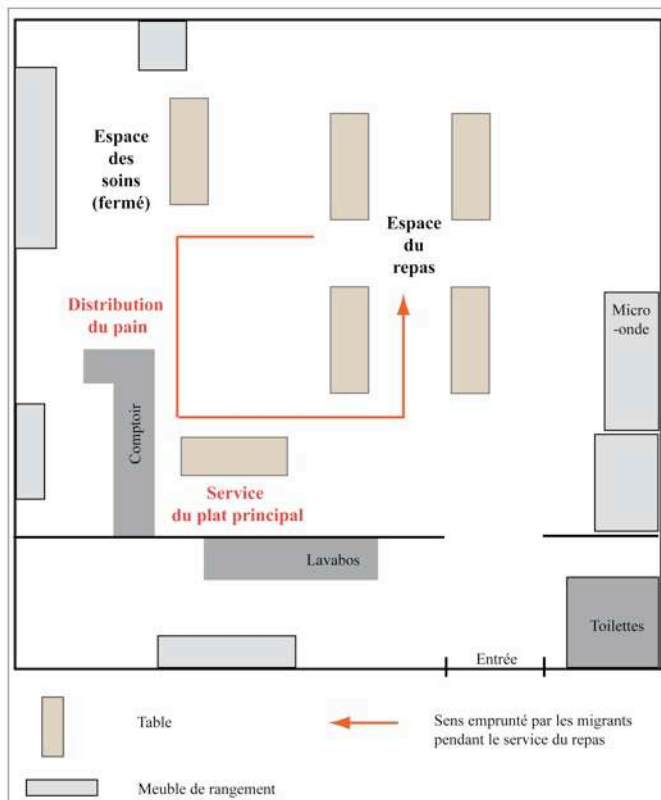 Espace
des
soins
(fermé)
Espace
du
repas
Distribution
du pain
Micro
-onde
Comptoir
Service
du plat principal
Lavabos
Toilettes
Entrée
Table
Sens emprunté par les migrants
pendant le service du repas
Meuble de rangement